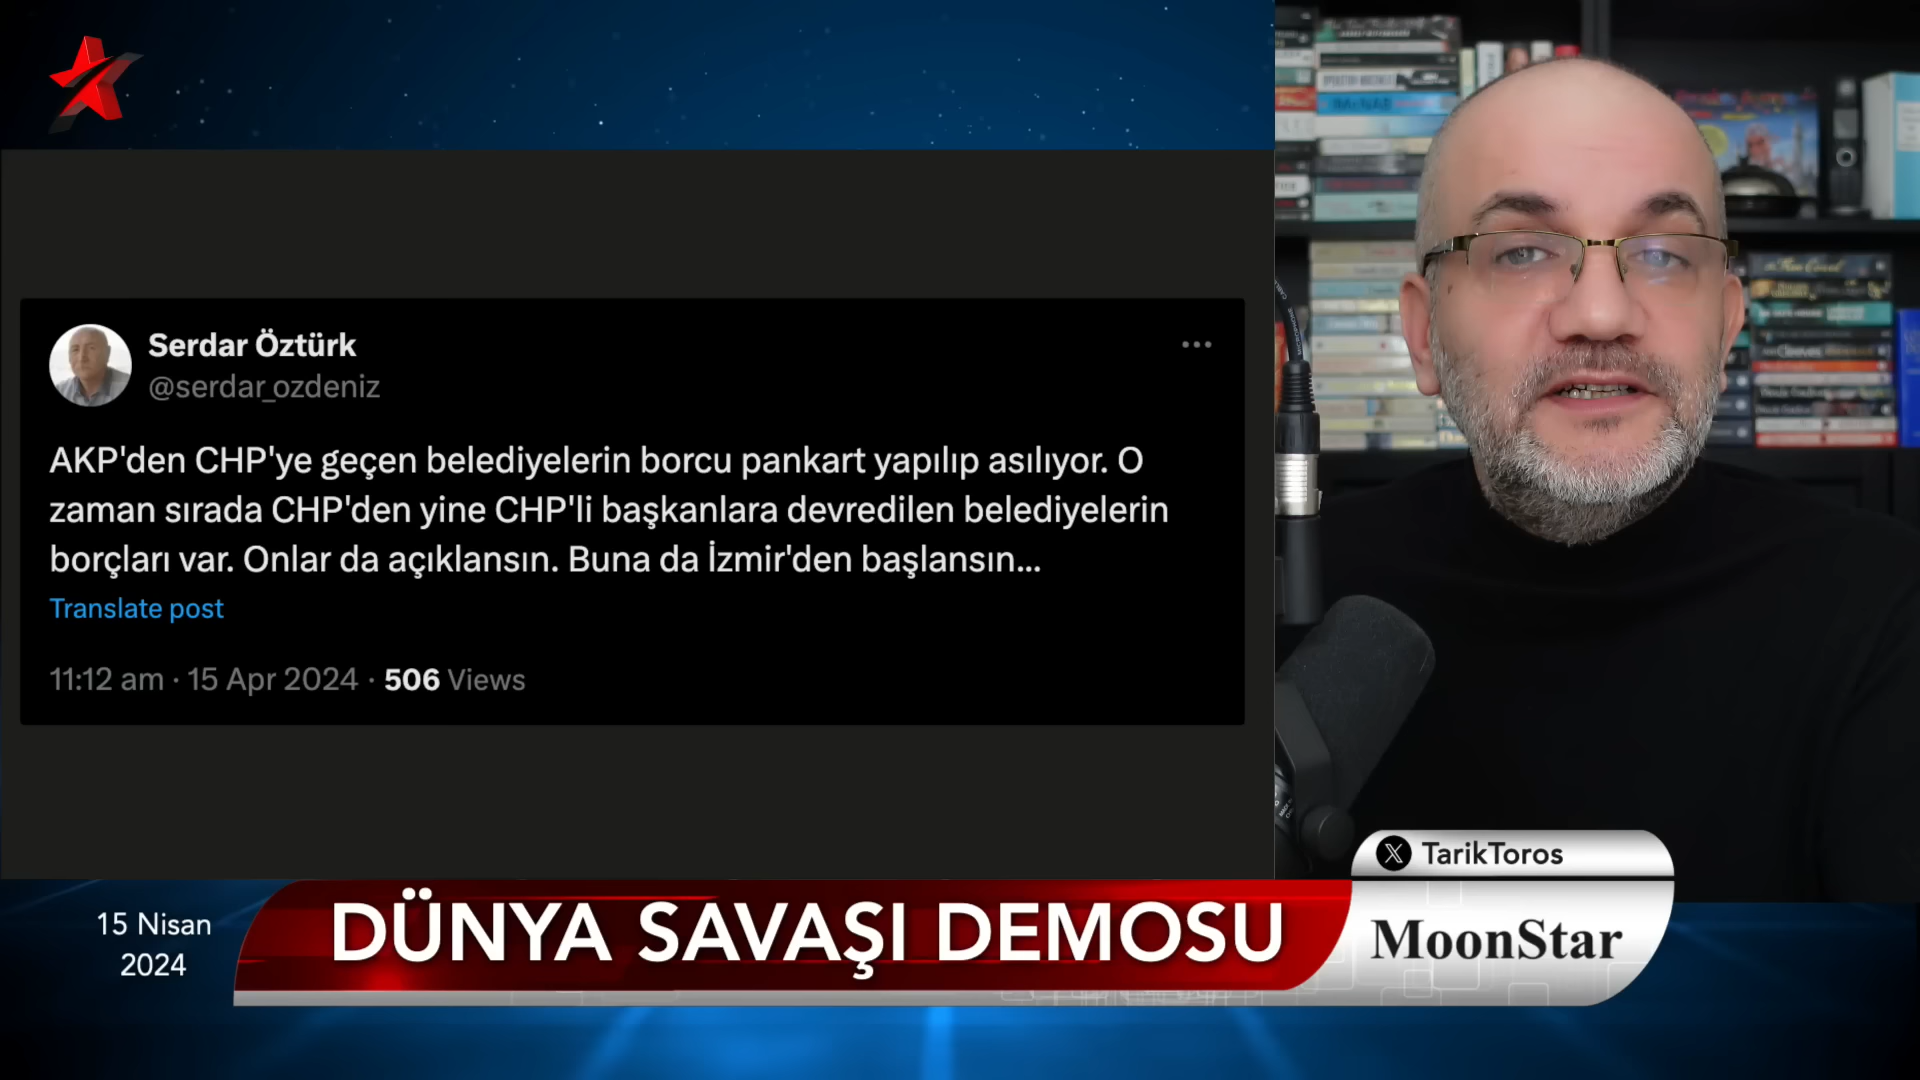 Serdar Öztürk
@serdar_ozdeniz
AKP'den CHP'ye geçen belediyelerin borcu pankart yapılıp asılıyor. O
zaman sırada CHP'den yine CHP'li başkanlara devredilen belediyelerin
borçları var. Onlar da açıklansın. Buna da İzmir'den başlansın...
Translate post
11:12 am · 15 Apr 2024 · 506 Views
TarikToros
15 Nisan
2024
DÜNYA SAVAŞI DEMOSU
MoonStar